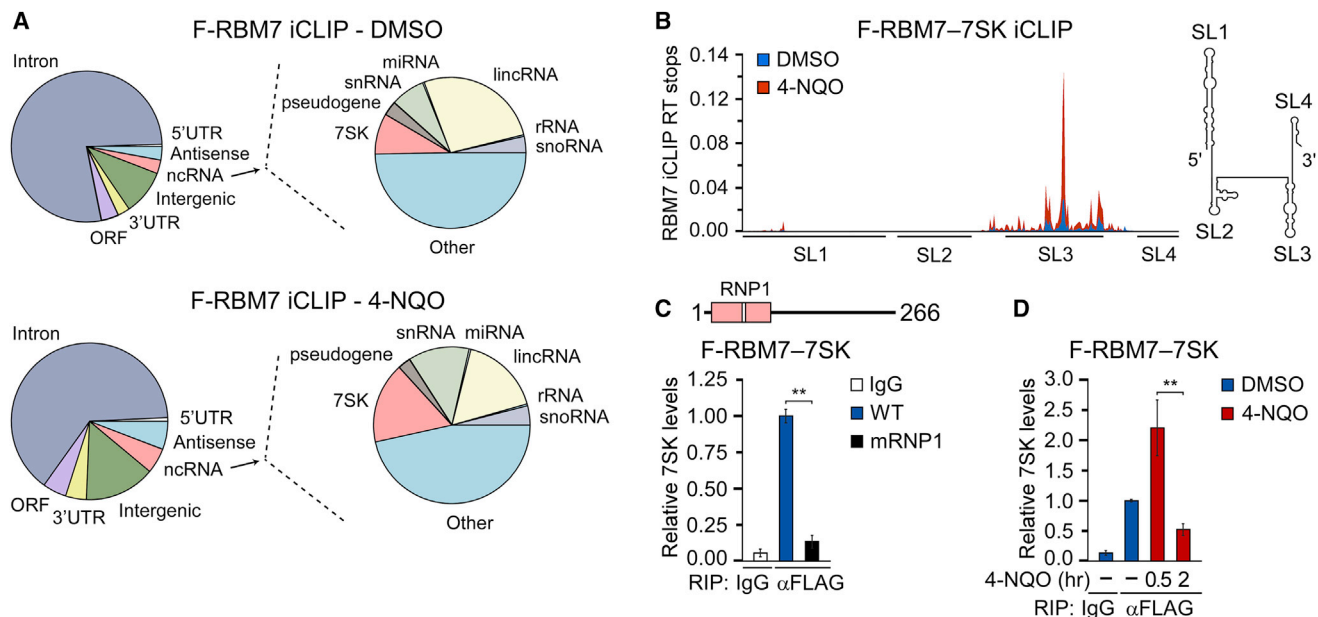 A
F-RBM7 iCLIP - DMSO
Intron
5'UTR
Antisense
ncRNA
Intergenic
3'UTR
ORF
miRNA
snRNA
lincRNA
pseudogene
7SK
rRNA
snoRNA
Other
F-RBM7 iCLIP - 4-NQO
Intron
5'UTR
Antisense
ncRNA
Intergenic
3'UTR
ORF
snRNA
miRNA
pseudogene
lincRNA
7SK
rRNA
snoRNA
Other
B
F-RBM7–7SK iCLIP
RBM7 iCLIP RT stops
0.14
0.12
0.08
0.04
0.00
DMSO
4-NQO
SL1
SL2
SL3
SL4
SL1
SL4
5'
3'
SL2
SL3
C
RNP1
1
266
F-RBM7–7SK
Relative 7SK levels
1.25
1.00
0.75
0.50
0.25
0.00
**
IgG
WT
mRNP1
RIP: IgG αFLAG
D
F-RBM7–7SK
Relative 7SK levels
3.0
2.5
2.0
1.5
1.0
0.5
0.0
**
DMSO
4-NQO
4-NQO (hr) – – 0.5 2
RIP: IgG αFLAG